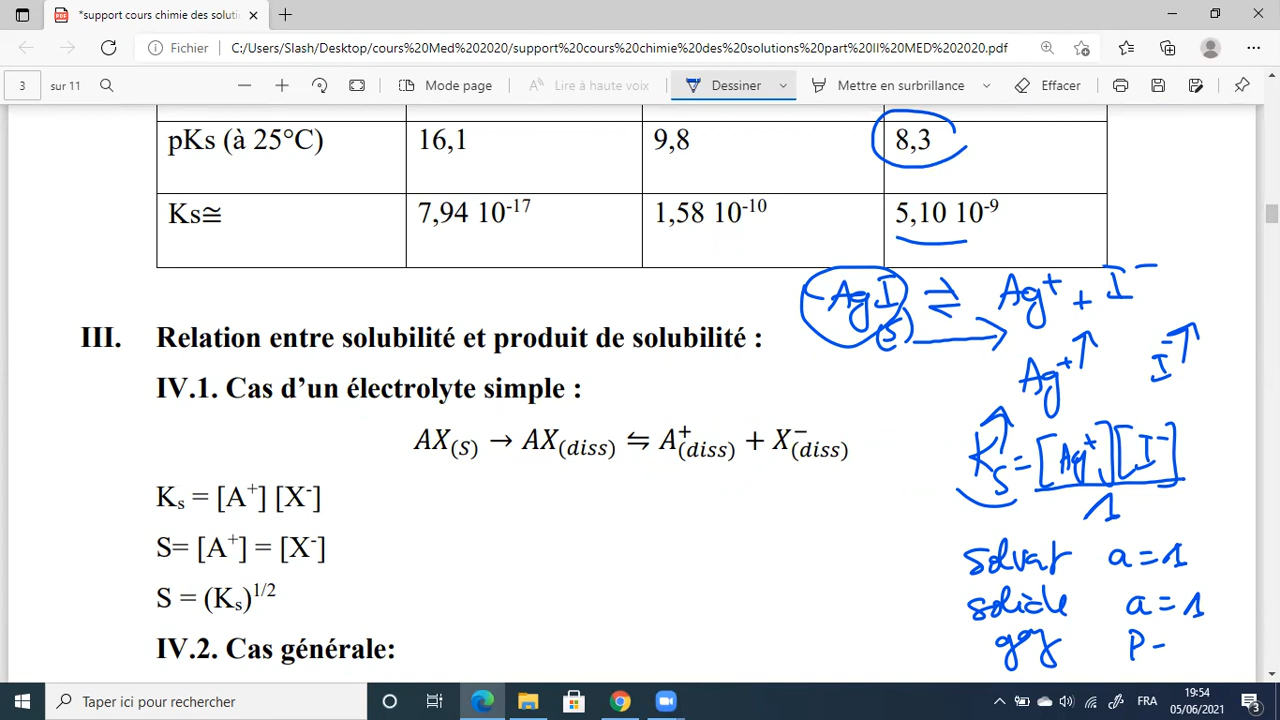 *support cours chimie des soluti
Fichier C:/Users/Slash/Desktop/cours%20Med%202020/support%20cours%20chimie%20des%20solutions%20part%20II%20MED%202020.pdf
3 sur 11 Mode page Lire à haute voix Dessiner Mettre en surbrillance Effacer
pKs (à 25°C) 16,1 9,8 8,3
Ks≅ 7,94 10⁻¹⁷ 1,58 10⁻¹⁰ 5,10 10⁻⁹
AgI (s) ⇌ Ag⁺ + I⁻
III. Relation entre solubilité et produit de solubilité :
Ag⁺ ↑ I⁻ ↑
IV.1. Cas d'un électrolyte simple :
AX(S) → AX(diss) ⇋ A⁺(diss) + X⁻(diss)
Ks = [Ag⁺][I⁻]
1
Ks = [A⁺] [X⁻]
S= [A⁺] = [X⁻]
solvat a = 1
S = (Ks)^1/2
solide a = 1
IV.2. Cas générale:
gaz P -
Taper ici pour rechercher FRA 19:54
05/06/2021 3